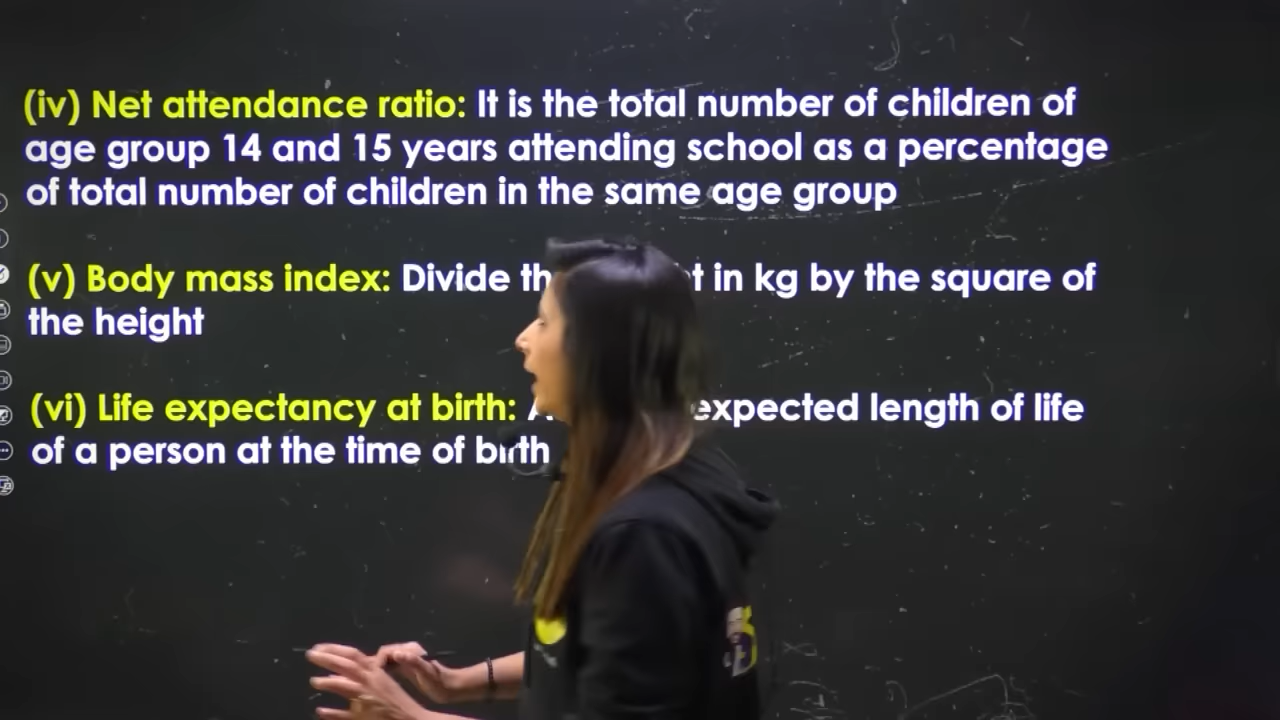 (iv) Net attendance ratio: It is the total number of children of
age group 14 and 15 years attending school as a percentage
of total number of children in the same age group
(v) Body mass index: Divide in kg by the square of
the height
(vi) Life expectancy at birth: expected length of life
of a person at the time of birth